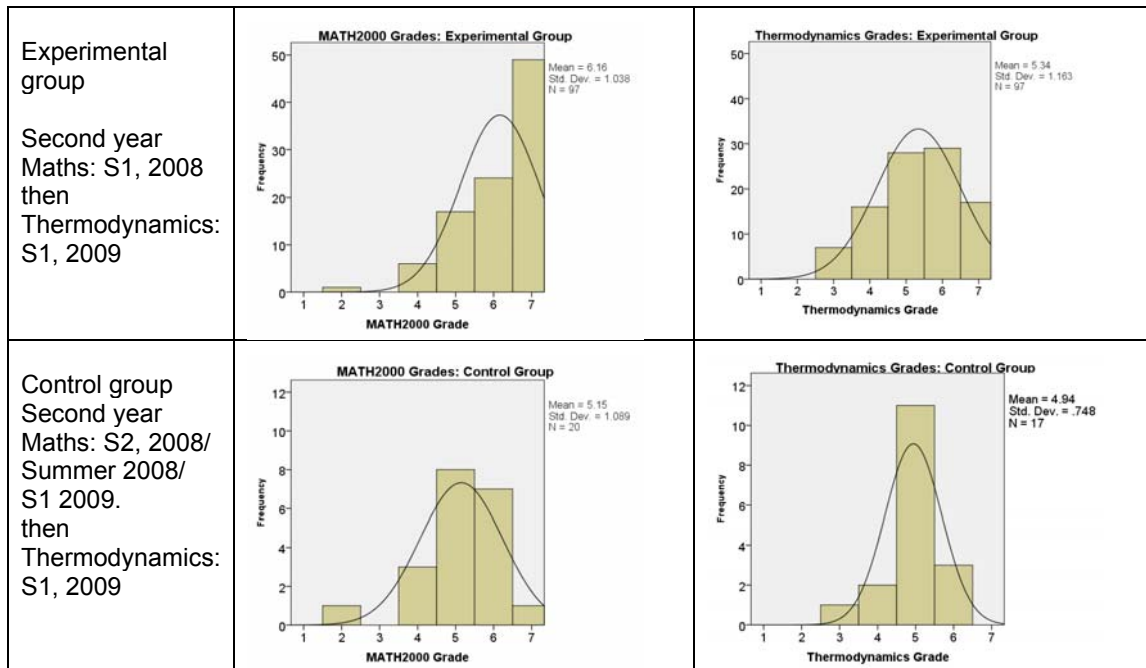 Experimental
group
Second year
Maths: S1, 2008
then
Thermodynamics:
S1, 2009
MATH2000 Grades: Experimental Group
Mean = 6.16
Std. Dev. = 1.038
N = 97
50
40
30
20
10
0
Frequency
1 2 3 4 5 6 7
MATH2000 Grade
Thermodynamics Grades: Experimental Group
Mean = 5.34
Std. Dev. = 1.163
N = 97
50
40
30
20
10
0
Frequency
1 2 3 4 5 6 7
Thermodynamics Grade
Control group
Second year
Maths: S2, 2008/
Summer 2008/
S1 2009.
then
Thermodynamics:
S1, 2009
MATH2000 Grades: Control Group
Mean = 5.15
Std. Dev. = 1.089
N = 20
12
10
8
6
4
2
0
Frequency
1 2 3 4 5 6 7
MATH2000 Grade
Thermodynamics Grades: Control Group
Mean = 4.94
Std. Dev. = .748
N = 17
12
10
8
6
4
2
0
Frequency
1 2 3 4 5 6 7
Thermodynamics Grade